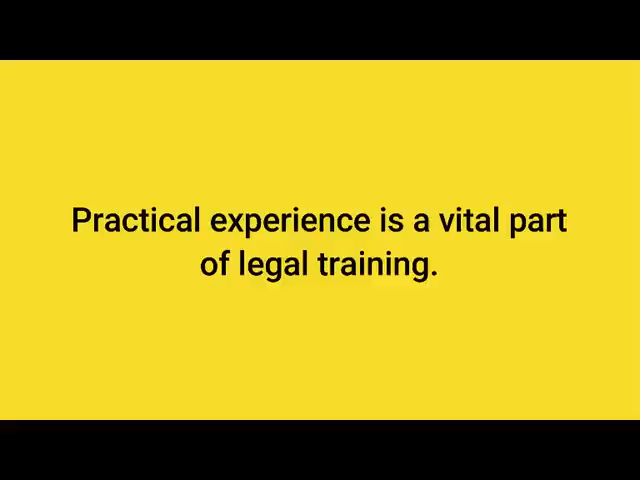 Practical experience is a vital part
of legal training.